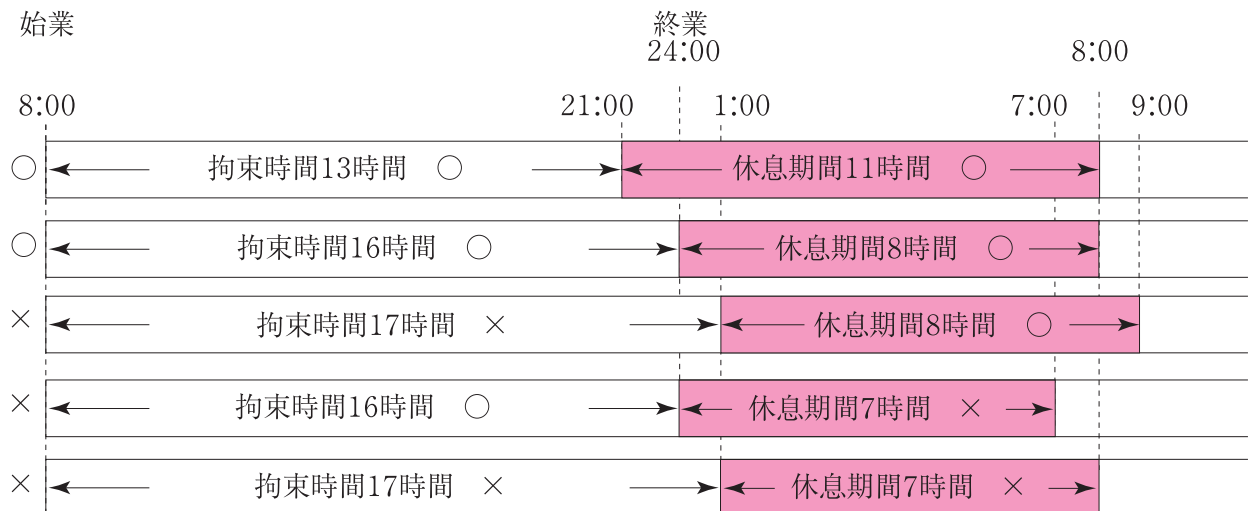 始業 終業
24:00 8:00
8:00 21:00 1:00 7:00 9:00
○ 拘束時間13時間 ○ 休息期間11時間 ○
○ 拘束時間16時間 ○ 休息期間8時間 ○
× 拘束時間17時間 × 休息期間8時間 ○
× 拘束時間16時間 ○ 休息期間7時間 ×
× 拘束時間17時間 × 休息期間7時間 ×